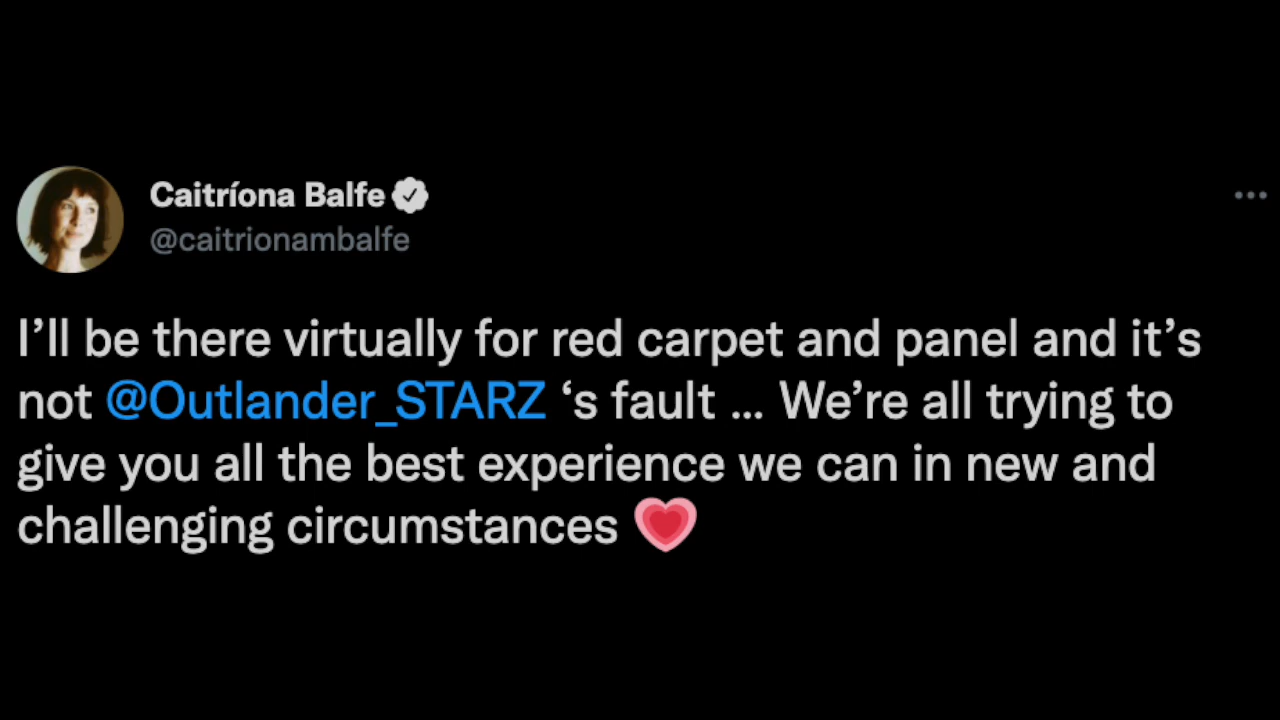 Caitríona Balfe
@caitrionambalfe
I’ll be there virtually for red carpet and panel and it’s
not @Outlander_STARZ ‘s fault ... We’re all trying to
give you all the best experience we can in new and
challenging circumstances 💗